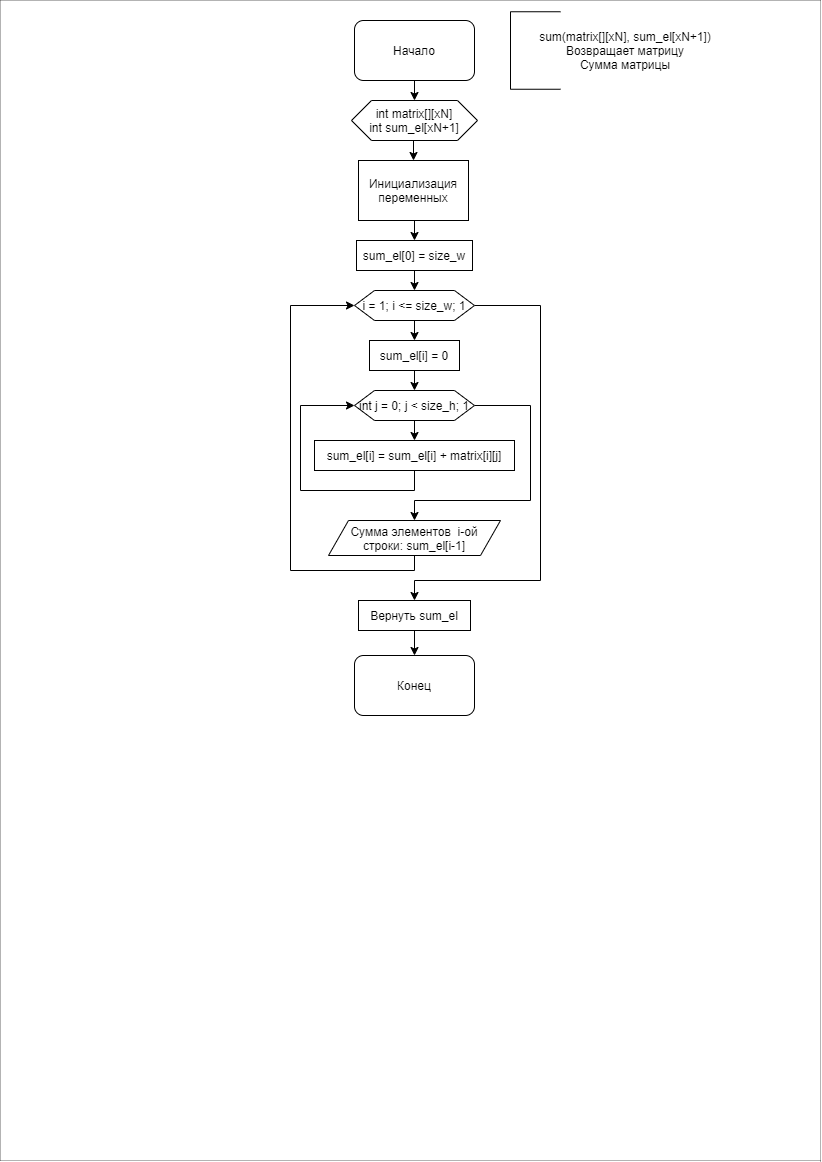 Начало
sum(matrix[][xN], sum_el[xN+1])
Возвращает матрицу
Сумма матрицы
int matrix[][xN]
int sum_el[xN+1]
Инициализация
переменных
sum_el[0] = size_w
i = 1; i <= size_w; 1
sum_el[i] = 0
int j = 0; j < size_h; 1
sum_el[i] = sum_el[i] + matrix[i][j]
Сумма элементов i-ой
строки: sum_el[i-1]
Вернуть sum_el
Конец